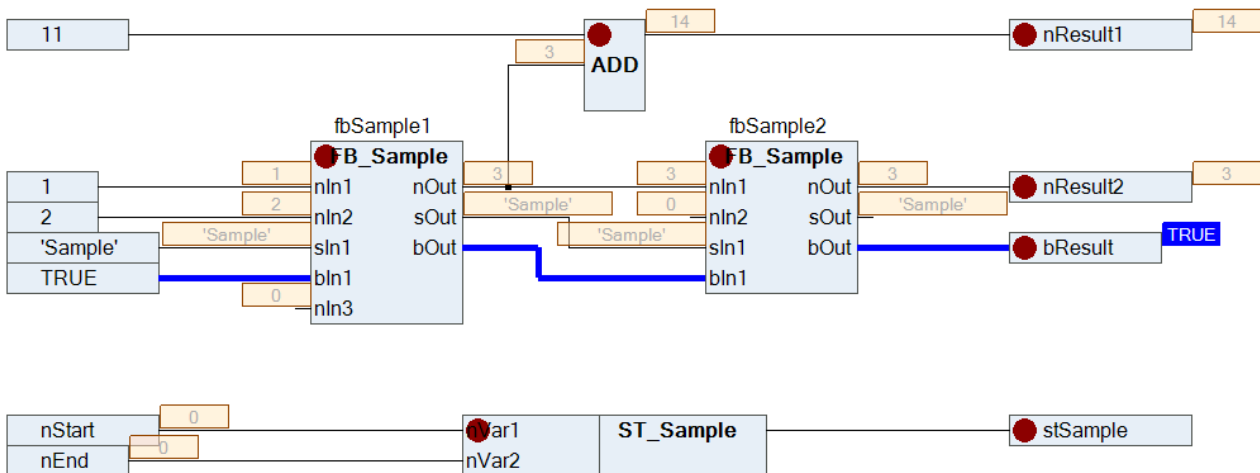 11 14 nResult1 14
3
ADD
fbSample1 fbSample2
FB_Sample FB_Sample
1 1 nIn1 nOut 3 3 nIn1 nOut 3 nResult2 3
2 2 nIn2 sOut 'Sample' 0 nIn2 sOut 'Sample'
'Sample' 'Sample' sIn1 bOut 'Sample' sIn1 bOut bResult TRUE
TRUE bIn1 bIn1
0 nIn3
nStart 0 nVar1 ST_Sample stSample
nEnd 0 nVar2